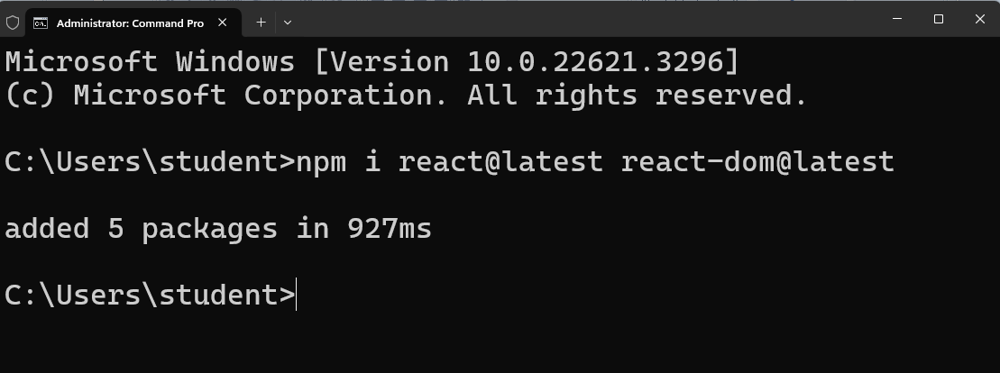 Administrator: Command Pro
Microsoft Windows [Version 10.0.22621.3296]
(c) Microsoft Corporation. All rights reserved.
C:\Users\student>npm i react@latest react-dom@latest
added 5 packages in 927ms
C:\Users\student>